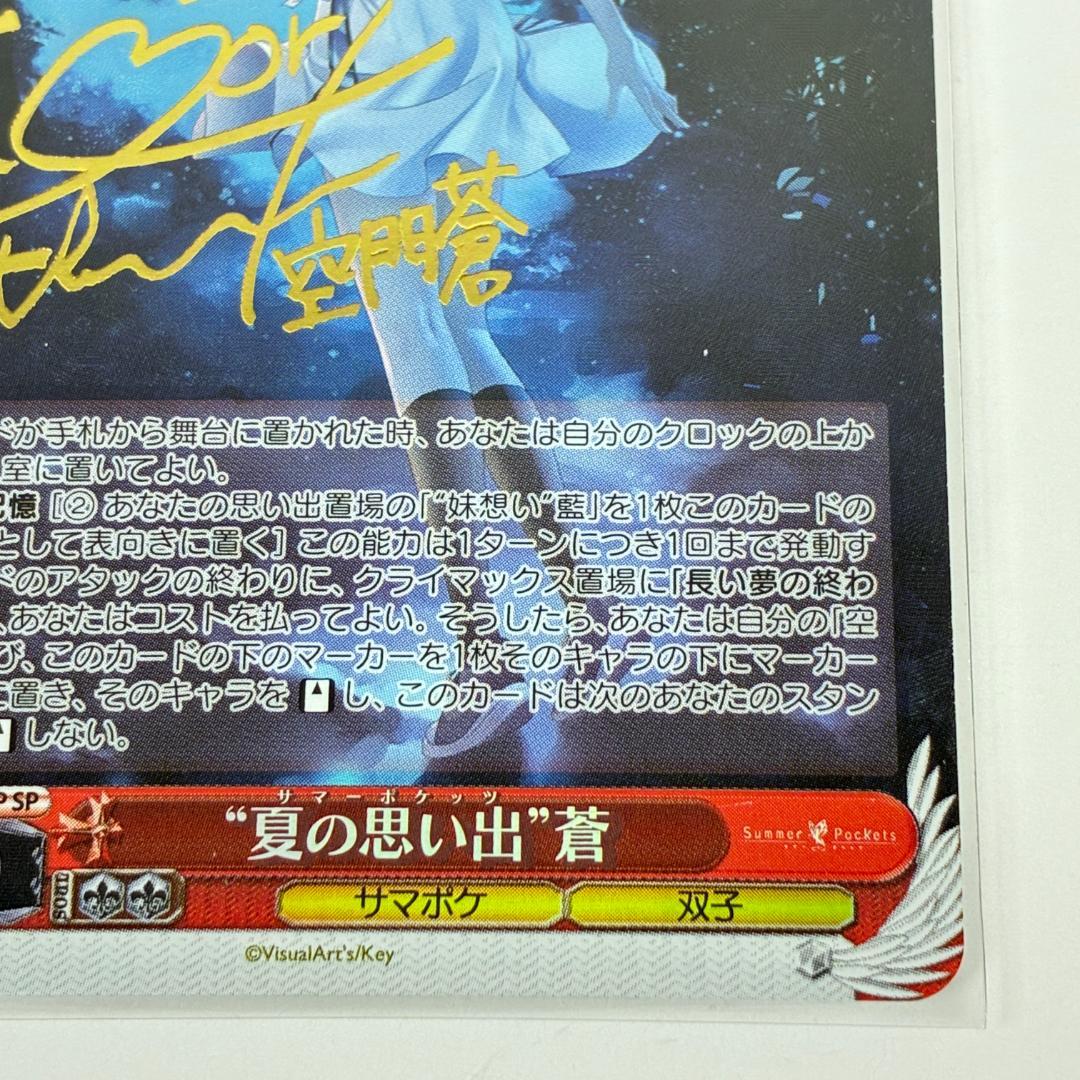 空門蒼
ドが手札から舞台に置かれた時、あなたは自分のクロックの上か
室に置いてよい。
記憶［② あなたの思い出置場の「“妹想い”藍」を1枚このカードの
として表向きに置く］ この能力は1ターンにつき1回まで発動す
ドのアタックの終わりに、クライマックス置場に「長い夢の終わ
、あなたはコストを払ってよい。そうしたら、あなたは自分の「空
び、このカードの下のマーカーを1枚そのキャラの下にマーカー
に置き、そのキャラを し、このカードは次のあなたのスタン
しない。
SP
サマーポケッツ
“夏の思い出”蒼
Summer Pockets
SOUL
サマポケ 双子
©VisualArt's/Key